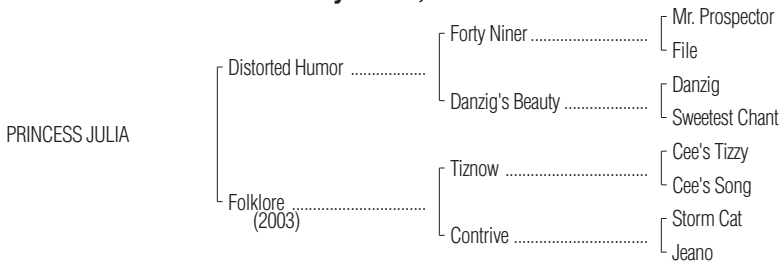 Mr. Prospector
Forty Niner ..............................
File
Distorted Humor ..................
Danzig
Danzig's Beauty .....................
Sweetest Chant
PRINCESS JULIA
Cee's Tizzy
Tiznow ....................................
Cee's Song
Folklore .................................
(2003)
Storm Cat
Contrive ..................................
Jeano